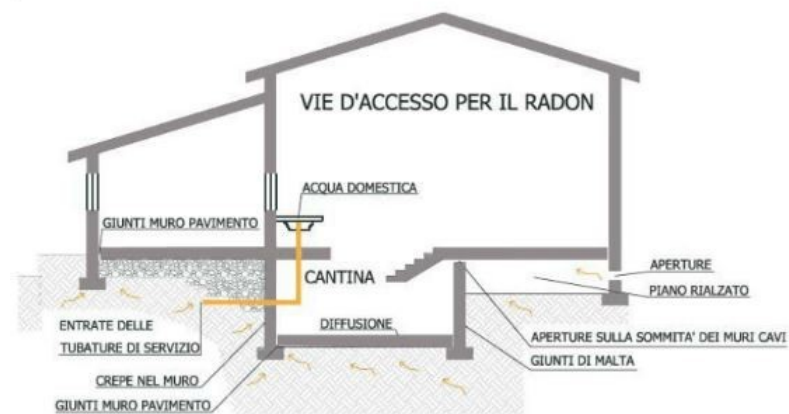 VIE D'ACCESSO PER IL RADON
ACQUA DOMESTICA
GIUNTI MURO PAVIMENTO
CANTINA
APERTURE
PIANO RIALZATO
ENTRATE DELLE
TUBATURE DI SERVIZIO
DIFFUSIONE
APERTURE SULLA SOMMITA' DEI MURI CAVI
GIUNTI DI MALTA
CREPE NEL MURO
GIUNTI MURO PAVIMENTO